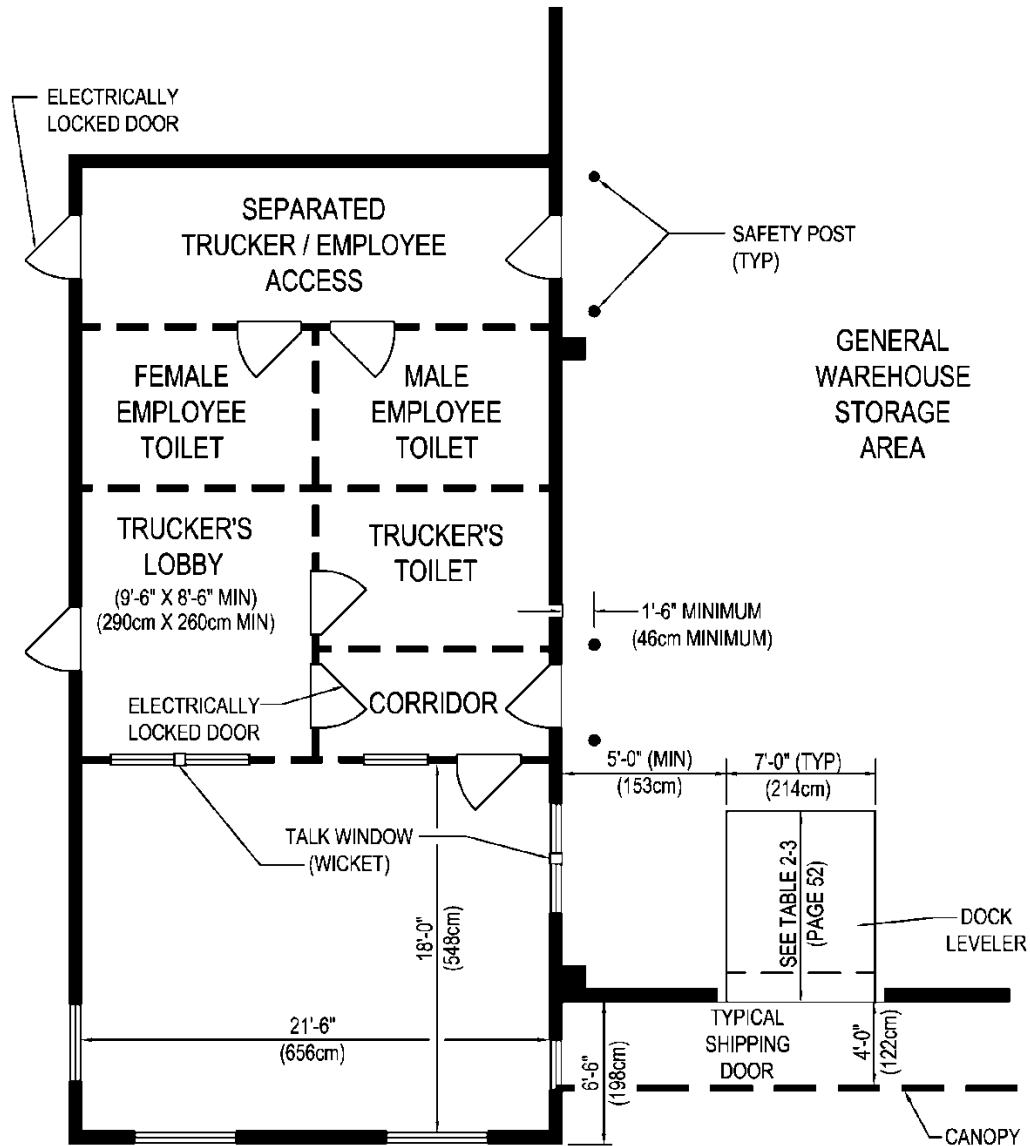 ELECTRICALLY
LOCKED DOOR
SEPARATED
TRUCKER / EMPLOYEE
ACCESS
SAFETY POST
(TYP)
GENERAL
WAREHOUSE
STORAGE
AREA
FEMALE
EMPLOYEE
TOILET
MALE
EMPLOYEE
TOILET
TRUCKER'S
LOBBY
(9'-6" X 8'-6" MIN)
(290cm X 260cm MIN)
TRUCKER'S
TOILET
1'-6" MINIMUM
(46cm MINIMUM)
ELECTRICALLY
LOCKED DOOR
CORRIDOR
5'-0" (MIN)
(153cm)
7'-0" (TYP)
(214cm)
TALK WINDOW
(WICKET)
18'-0"
(548cm)
SEE TABLE 2-3
(PAGE 52)
DOCK
LEVELER
21'-6"
(656cm)
6'-6"
(198cm)
TYPICAL
SHIPPING
DOOR
4'-0"
(122cm)
CANOPY